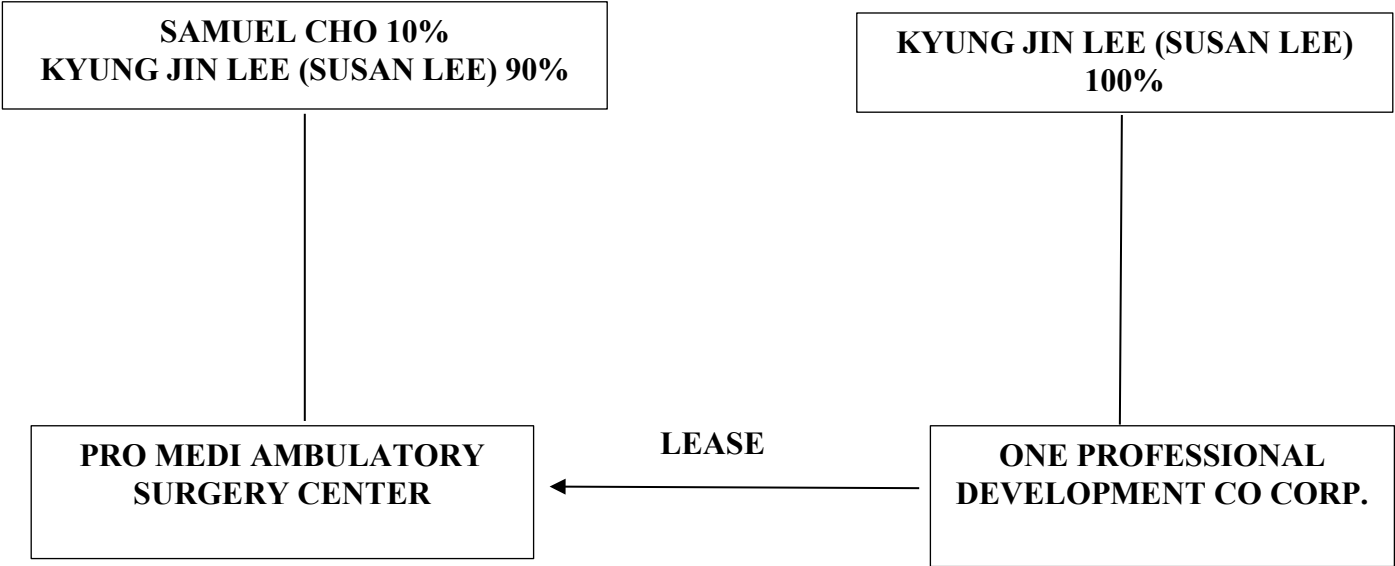 SAMUEL CHO 10%
KYUNG JIN LEE (SUSAN LEE) 90%
KYUNG JIN LEE (SUSAN LEE)
100%
PRO MEDI AMBULATORY
SURGERY CENTER
LEASE
ONE PROFESSIONAL
DEVELOPMENT CO CORP.